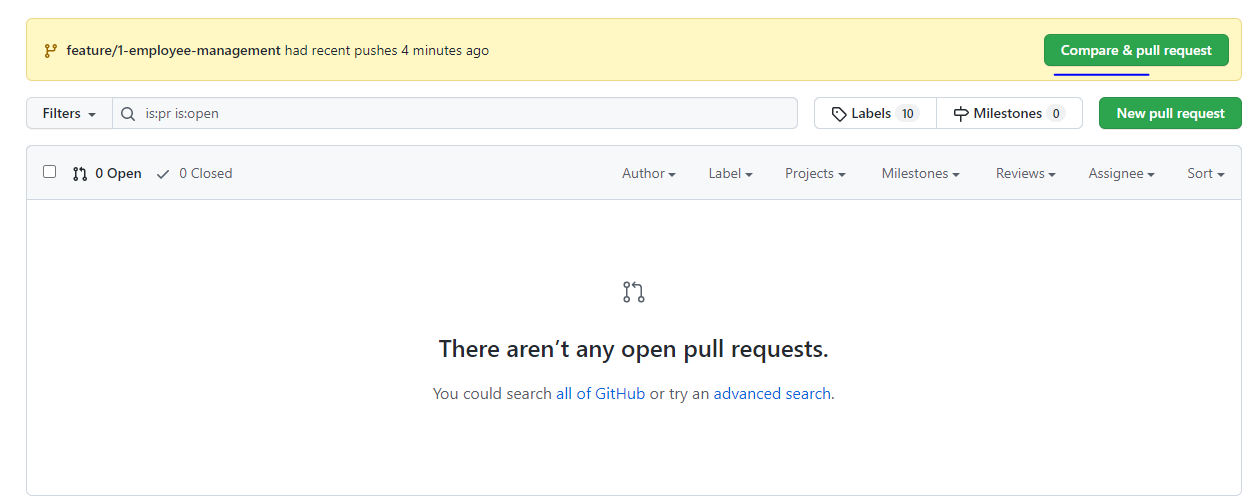 feature/1-employee-management had recent pushes 4 minutes ago Compare & pull request
Filters is:pr is:open Labels 10 Milestones 0 New pull request
0 Open 0 Closed Author Label Projects Milestones Reviews Assignee Sort
There aren’t any open pull requests.
You could search all of GitHub or try an advanced search.